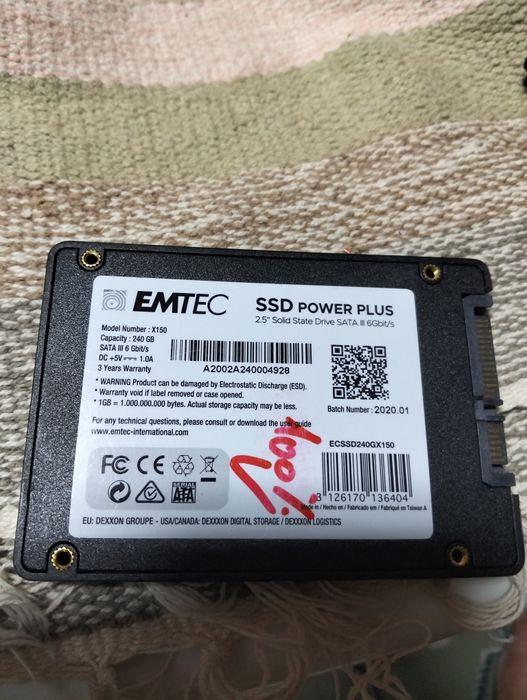 EMTEC
SSD POWER PLUS
2.5" Solid State Drive SATA III 6Gbit/s
Model Number : X150
Capacity : 240 GB
SATA III 6 Gbit/s
DC +5V 1.0A
3 Years Warranty
A2002A240004928
* WARNING Product can be damaged by Electrostatic Discharge (ESD).
* Warranty void if label removed or case opened.
* 1GB = 1.000.000.000 bytes. Actual storage capacity may be less.
Batch Number : 2020.01
For any technical questions, please consult or download the user guide
www.emtec-international.com
ECSSD240GX150
FC CE
SERIAL
SATA
100%
3 126170 136404
Made in / Hecho en / Fabricado em / Fabriqué en Taiwan A
EU: DEXXON GROUPE - USA/CANADA: DEXXXON DIGITAL STORAGE / DEXXON LOGISTICS